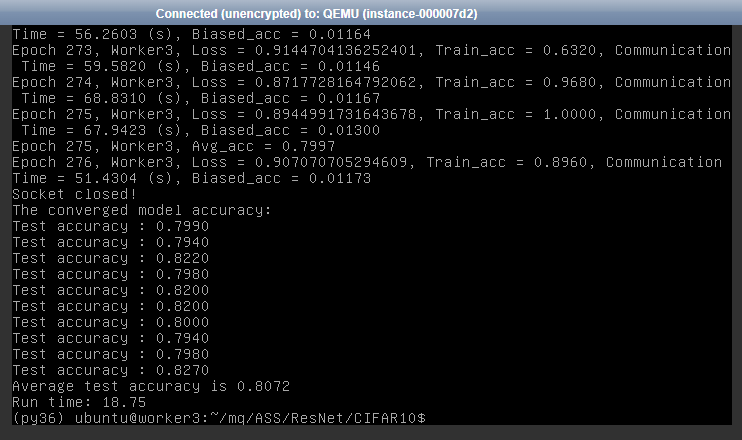 Connected (unencrypted) to: QEMU (instance-000007d2)
Time = 56.2603 (s), Biased_acc = 0.01164
Epoch 273, Worker3, Loss = 0.9144704136252401, Train_acc = 0.6320, Communication
Time = 59.5820 (s), Biased_acc = 0.01146
Epoch 274, Worker3, Loss = 0.8717728164792062, Train_acc = 0.9680, Communication
Time = 68.8310 (s), Biased_acc = 0.01167
Epoch 275, Worker3, Loss = 0.8944991731643678, Train_acc = 1.0000, Communication
Time = 67.9423 (s), Biased_acc = 0.01300
Epoch 275, Worker3, Avg_acc = 0.7997
Epoch 276, Worker3, Loss = 0.907070705294609, Train_acc = 0.8960, Communication
Time = 51.4304 (s), Biased_acc = 0.01173
Socket closed!
The converged model accuracy:
Test accuracy : 0.7990
Test accuracy : 0.7940
Test accuracy : 0.8220
Test accuracy : 0.7980
Test accuracy : 0.8200
Test accuracy : 0.8200
Test accuracy : 0.8000
Test accuracy : 0.7940
Test accuracy : 0.7980
Test accuracy : 0.8270
Average test accuracy is 0.8072
Run time: 18.75
(py36) ubuntu@worker3:~/mq/ASS/ResNet/CIFAR10$